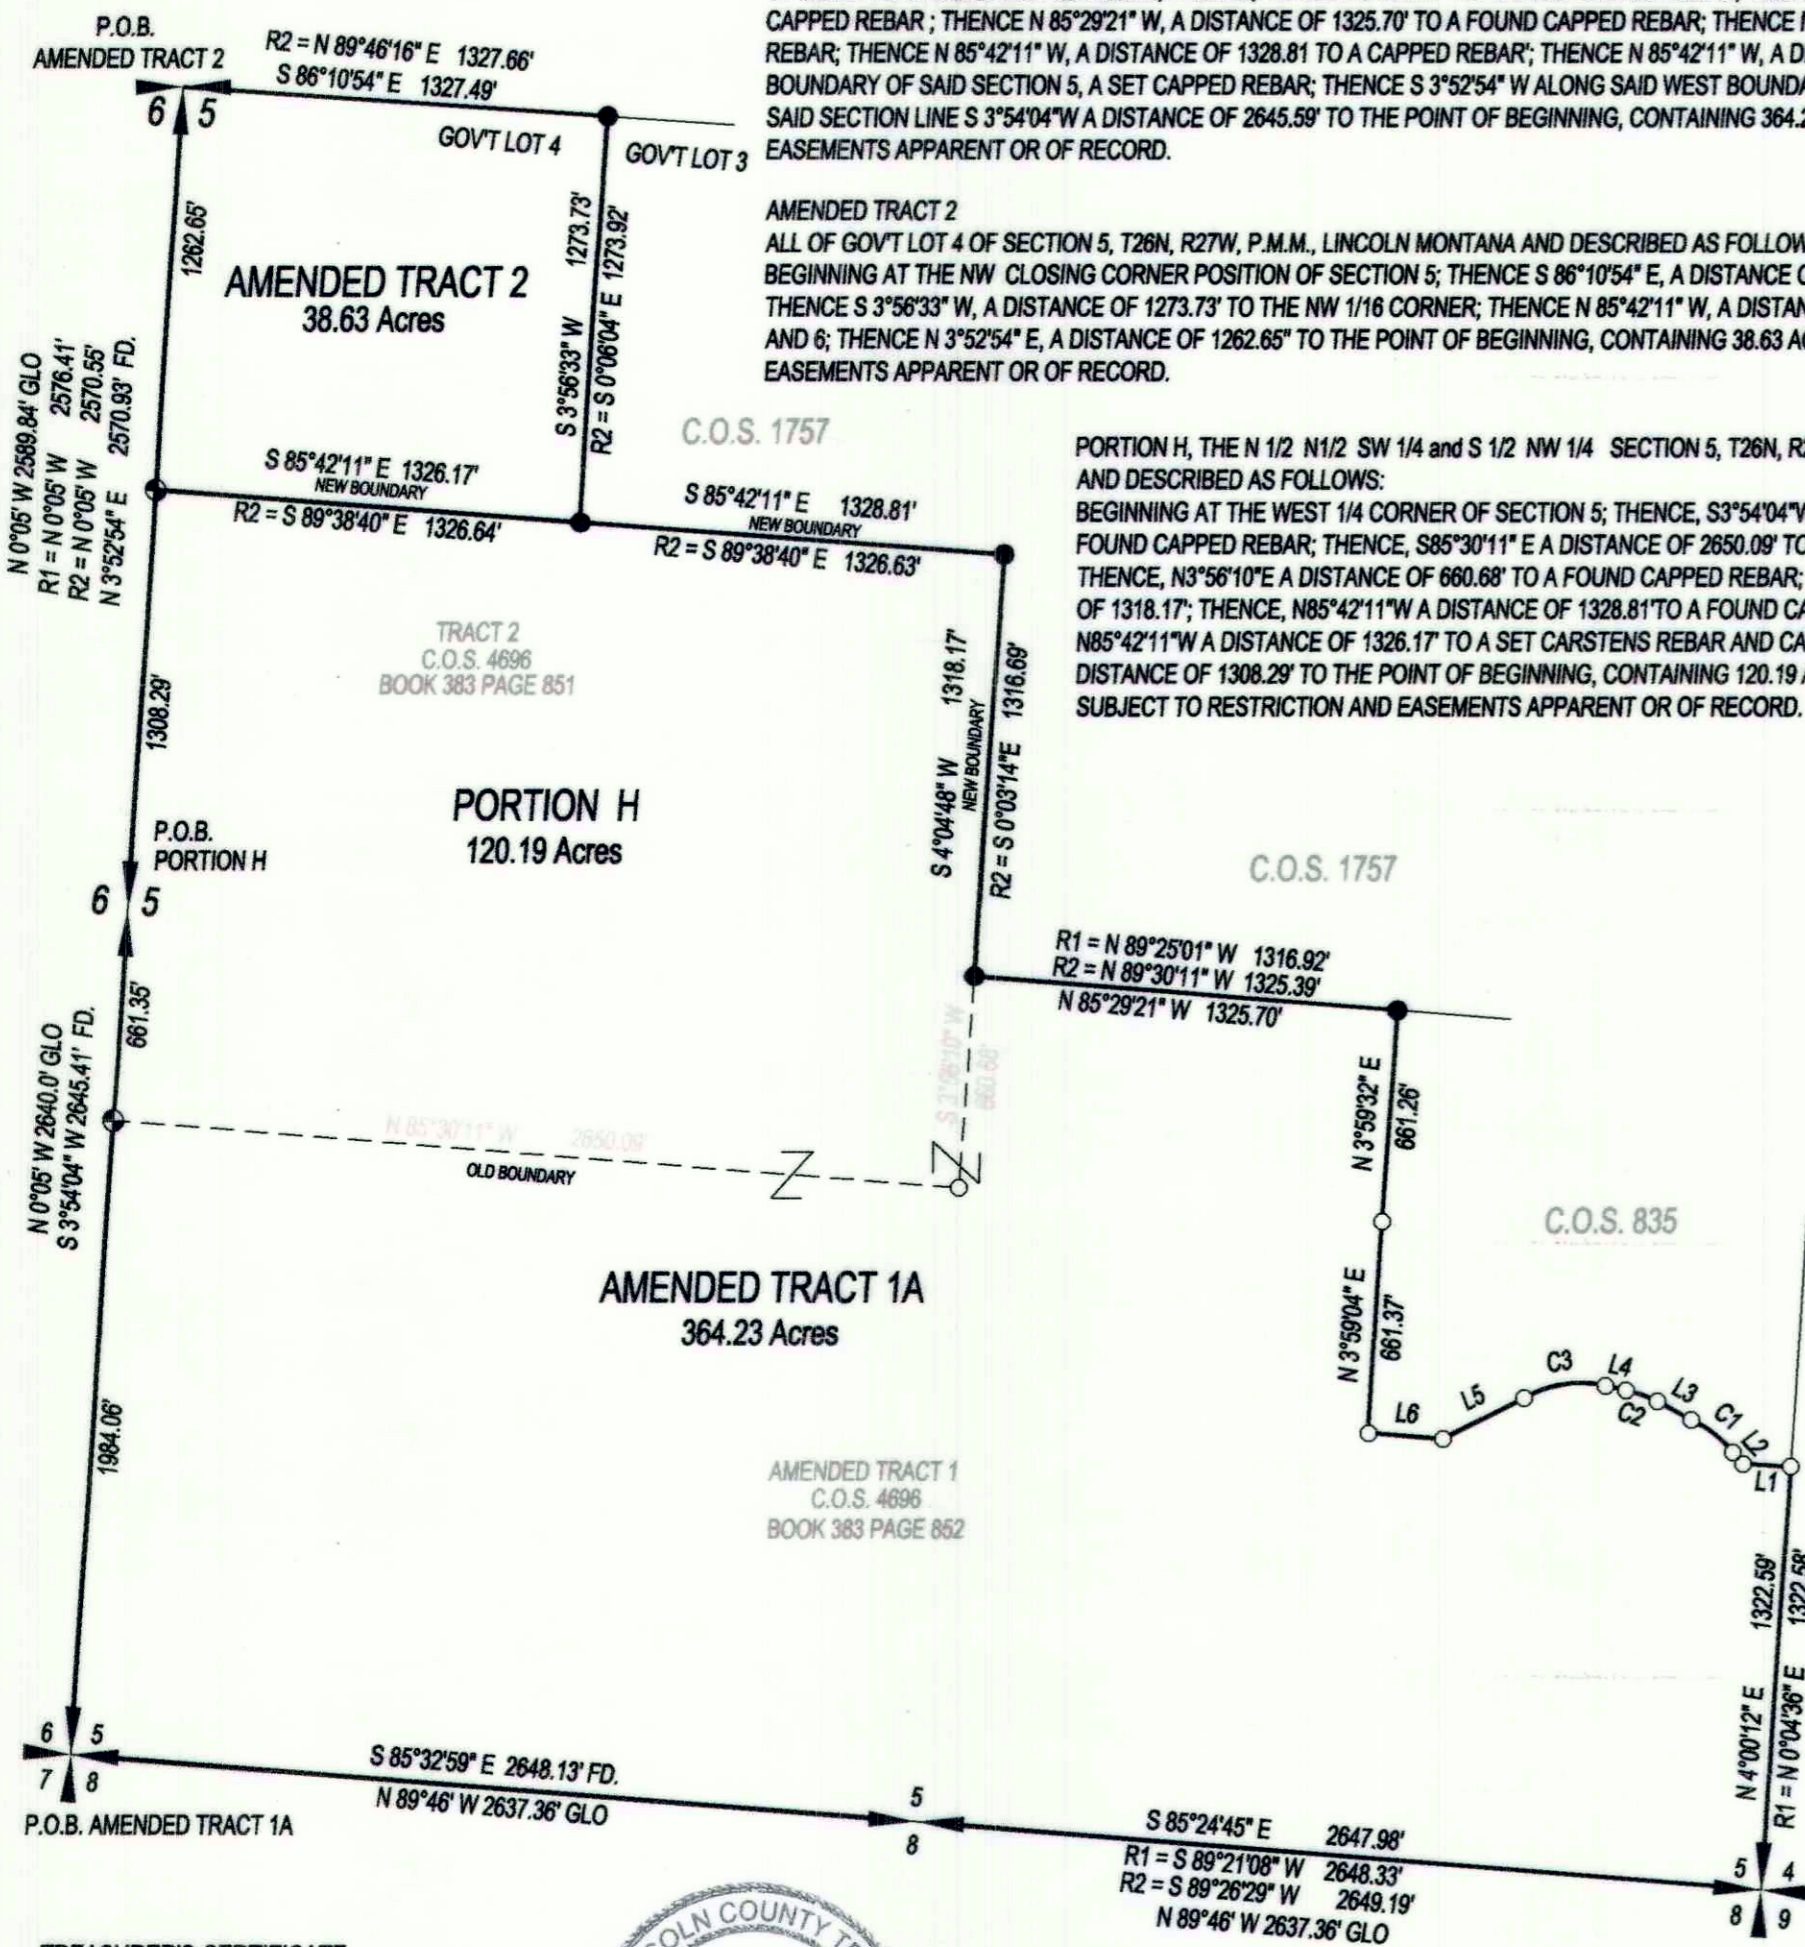 CAPPED REBAR ; THENCE N 85°29'21" W, A DISTANCE OF 1325.70' TO A FOUND CAPPED REBAR; THENCE
REBAR; THENCE N 85°42'11" W, A DISTANCE OF 1328.81 TO A CAPPED REBAR'; THENCE N 85°42'11" W, A
BOUNDARY OF SAID SECTION 5, A SET CAPPED REBAR; THENCE S 3°52'54" W ALONG SAID WEST
SAID SECTION LINE S 3°54'04"W A DISTANCE OF 2645.59' TO THE POINT OF BEGINNING, CONTAINING
EASEMENTS APPARENT OR OF RECORD.
AMENDED TRACT 2
ALL OF GOV'T LOT 4 OF SECTION 5, T26N, R27W, P.M.M., LINCOLN MONTANA AND DESCRIBED AS
BEGINNING AT THE NW CLOSING CORNER POSITION OF SECTION 5; THENCE S 86°10'54" E, A DISTANCE
THENCE S 3°56'33" W, A DISTANCE OF 1273.73' TO THE NW 1/16 CORNER; THENCE N 85°42'11" W, A
AND 6; THENCE N 3°52'54" E, A DISTANCE OF 1262.65" TO THE POINT OF BEGINNING, CONTAINING 38.63
EASEMENTS APPARENT OR OF RECORD.
PORTION H, THE N 1/2 N1/2 SW 1/4 and S 1/2 NW 1/4 SECTION 5, T26N,
AND DESCRIBED AS FOLLOWS:
BEGINNING AT THE WEST 1/4 CORNER OF SECTION 5; THENCE, S3°54'04"W
FOUND CAPPED REBAR; THENCE, S85°30'11" E A DISTANCE OF 2650.09' TO
THENCE, N3°56'10"E A DISTANCE OF 660.68' TO A FOUND CAPPED REBAR;
OF 1318.17'; THENCE, N85°42'11"W A DISTANCE OF 1328.81'TO A FOUND
N85°42'11"W A DISTANCE OF 1326.17' TO A SET CARSTENS REBAR AND
DISTANCE OF 1308.29' TO THE POINT OF BEGINNING, CONTAINING 120.19
SUBJECT TO RESTRICTION AND EASEMENTS APPARENT OR OF RECORD.
P.O.B.
AMENDED TRACT 2
R2 = N 89°46'16" E 1327.66'
S 86°10'54" E 1327.49'
6 5
GOV'T LOT 4
GOV'T LOT 3
1262.65'
AMENDED TRACT 2
38.63 Acres
S 3°56'33" W 1273.73'
R2 = S 0°06'04" E 1273.92'
N 0°05' W 2589.84' GLO
R1 = N 0°05' W 2576.41'
R2 = N 0°05' W 2570.55'
N 3°52'54" E 2570.93' FD.
C.O.S. 1757
S 85°42'11" E 1326.17'
NEW BOUNDARY
R2 = S 89°38'40" E 1326.64'
S 85°42'11" E 1328.81'
NEW BOUNDARY
R2 = S 89°38'40" E 1326.63'
TRACT 2
C.O.S. 4696
BOOK 383 PAGE 851
1308.29'
S 4°04'48" W 1318.17'
NEW BOUNDARY
R2 = S 0°03'14"E 1316.69'
PORTION H
120.19 Acres
P.O.B.
PORTION H
6 5
C.O.S. 1757
R1 = N 89°25'01" W 1316.92'
R2 = N 89°30'11" W 1325.39'
N 85°29'21" W 1325.70'
661.35'
N 0°05' W 2640.0' GLO
S 3°54'04" W 2645.41' FD.
S 3°56'10" W
660.68'
N 85°30'11" W 2650.09'
OLD BOUNDARY
N 3°59'32" E
661.26'
C.O.S. 835
AMENDED TRACT 1A
364.23 Acres
N 3°59'04" E
661.37'
C3
L4
L5
C2
L3
C1
L6
L2
L1
1984.06'
AMENDED TRACT 1
C.O.S. 4696
BOOK 383 PAGE 852
N 4°00'12" E 1322.59'
R1 = N 0°04'36" E 1322.58'
6 5
7 8
P.O.B. AMENDED TRACT 1A
S 85°32'59" E 2648.13' FD.
N 89°46' W 2637.36' GLO
5
8
S 85°24'45" E 2647.98'
R1 = S 89°21'08" W 2648.33'
R2 = S 89°26'29" W 2649.19'
N 89°46' W 2637.36' GLO
5 4
8 9
COUNTY